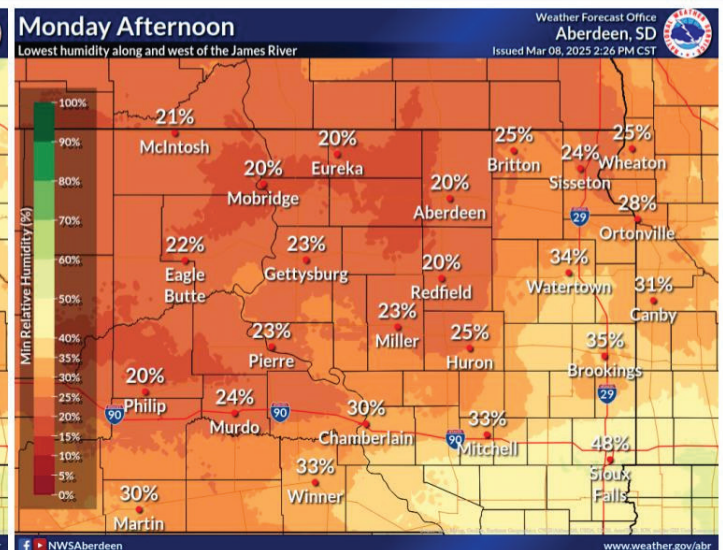 Monday Afternoon
Lowest humidity along and west of the James River
Weather Forecast Office
Aberdeen, SD
Issued Mar 08, 2025 2:26 PM CST
Min Relative Humidity (%)
100%
90%
80%
70%
60%
50%
40%
35%
30%
25%
20%
15%
10%
5%
0%
21%
McIntosh
20%
Mobridge
20%
Eureka
20%
Aberdeen
25%
Britton
24%
Sisseton
25%
Wheaton
29
28%
Ortonville
22%
Eagle
Butte
23%
Gettysburg
20%
Redfield
34%
Watertown
31%
Canby
23%
Pierre
23%
Miller
25%
Huron
35%
Brookings
29
20%
Philip
90
24%
Murdo
90
30%
Chamberlain
90
33%
Mitchell
48%
Sioux
Falls
30%
Martin
33%
Winner
NWSAberdeen
www.weather.gov/abr